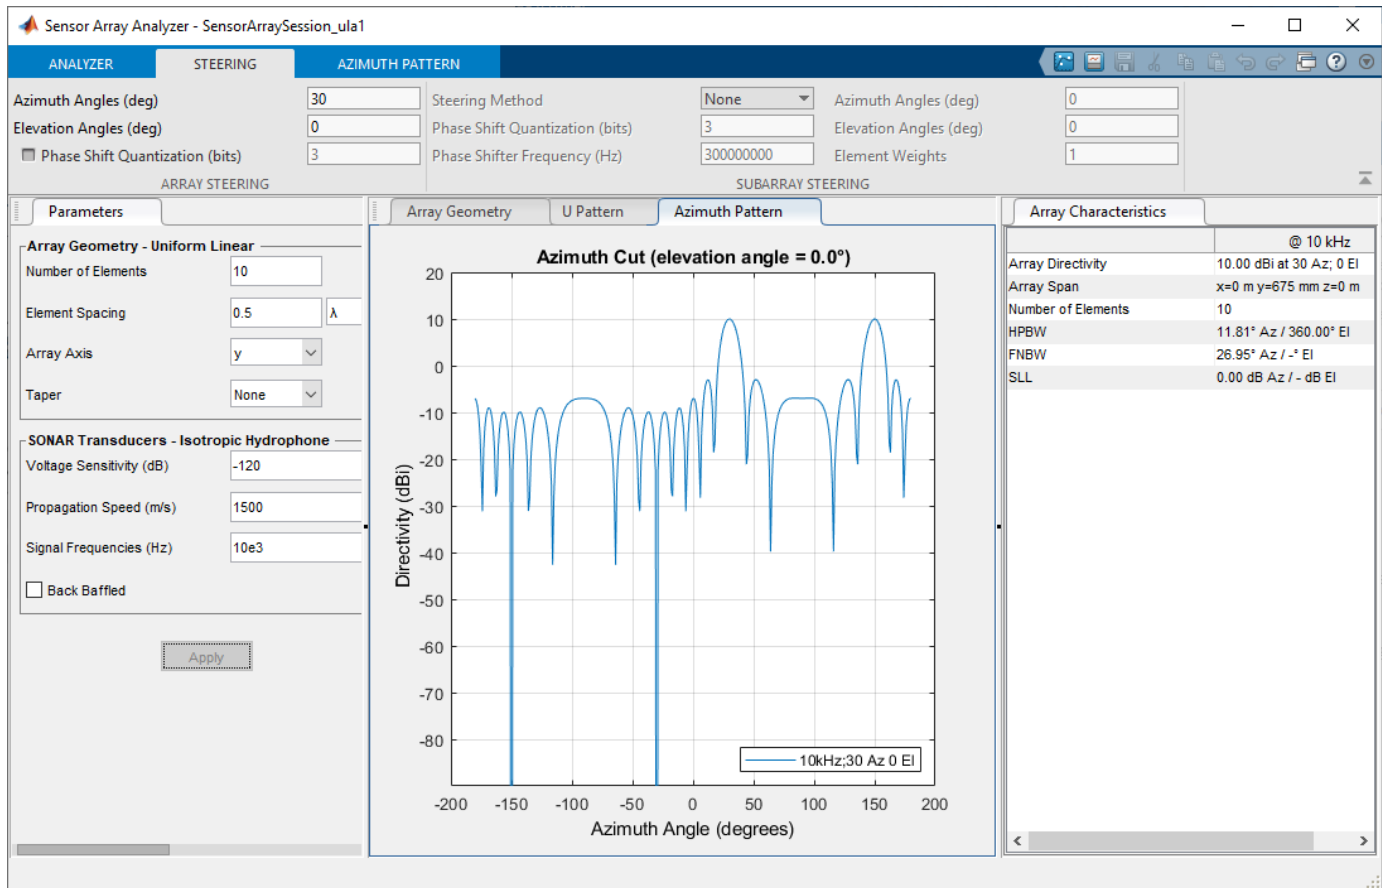 Sensor Array Analyzer - SensorArraySession_ula1
ANALYZER STEERING AZIMUTH PATTERN
Azimuth Angles (deg) 30 Steering Method None Azimuth Angles (deg) 0
Elevation Angles (deg) 0 Phase Shift Quantization (bits) 3 Elevation Angles (deg) 0
Phase Shift Quantization (bits) 3 Phase Shifter Frequency (Hz) 300000000 Element Weights 1
ARRAY STEERING SUBARRAY STEERING
Parameters
Array Geometry - Uniform Linear
Number of Elements 10
Element Spacing 0.5 λ
Array Axis y
Taper None
SONAR Transducers - Isotropic Hydrophone
Voltage Sensitivity (dB) -120
Propagation Speed (m/s) 1500
Signal Frequencies (Hz) 10e3
Back Baffled
Apply
Array Geometry U Pattern Azimuth Pattern
Azimuth Cut (elevation angle = 0.0°)
20
10
0
-10
-20
-30
-40
-50
-60
-70
-80
Directivity (dBi)
10kHz;30 Az 0 El
-200 -150 -100 -50 0 50 100 150 200
Azimuth Angle (degrees)
Array Characteristics
@ 10 kHz
Array Directivity 10.00 dBi at 30 Az; 0 El
Array Span x=0 m y=675 mm z=0 m
Number of Elements 10
HPBW 11.81° Az / 360.00° El
FNBW 26.95° Az / -° El
SLL 0.00 dB Az / - dB El